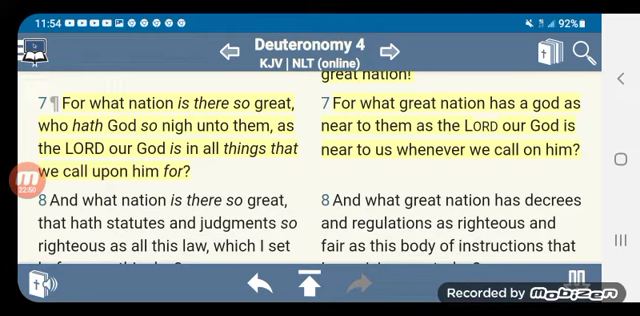 11:54
92%
Deuteronomy 4
KJV | NLT (online)
great nation!
7 ¶ For what nation is there so great,
who hath God so nigh unto them, as
the LORD our God is in all things that
we call upon him for?
8 And what nation is there so great,
that hath statutes and judgments so
righteous as all this law, which I set
7 For what great nation has a god as
near to them as the LORD our God is
near to us whenever we call on him?
8 And what great nation has decrees
and regulations as righteous and
fair as this body of instructions that
22:50
Recorded by Mobizen